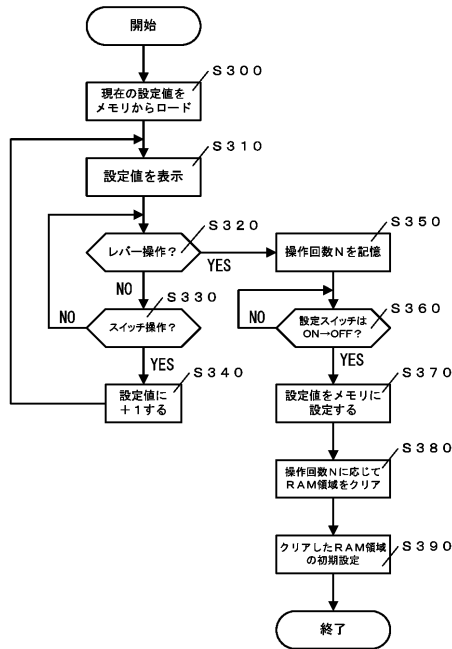 開始
S300
現在の設定値を
メモリからロード
S310
設定値を表示
S320
レバー操作?
YES
NO
S330
スイッチ操作?
NO
YES
S340
設定値に
+1する
S350
操作回数Nを記憶
S360
設定スイッチは
ON→OFF?
NO
YES
S370
設定値をメモリに
設定する
S380
操作回数Nに応じて
RAM領域をクリア
S390
クリアしたRAM領域
の初期設定
終了